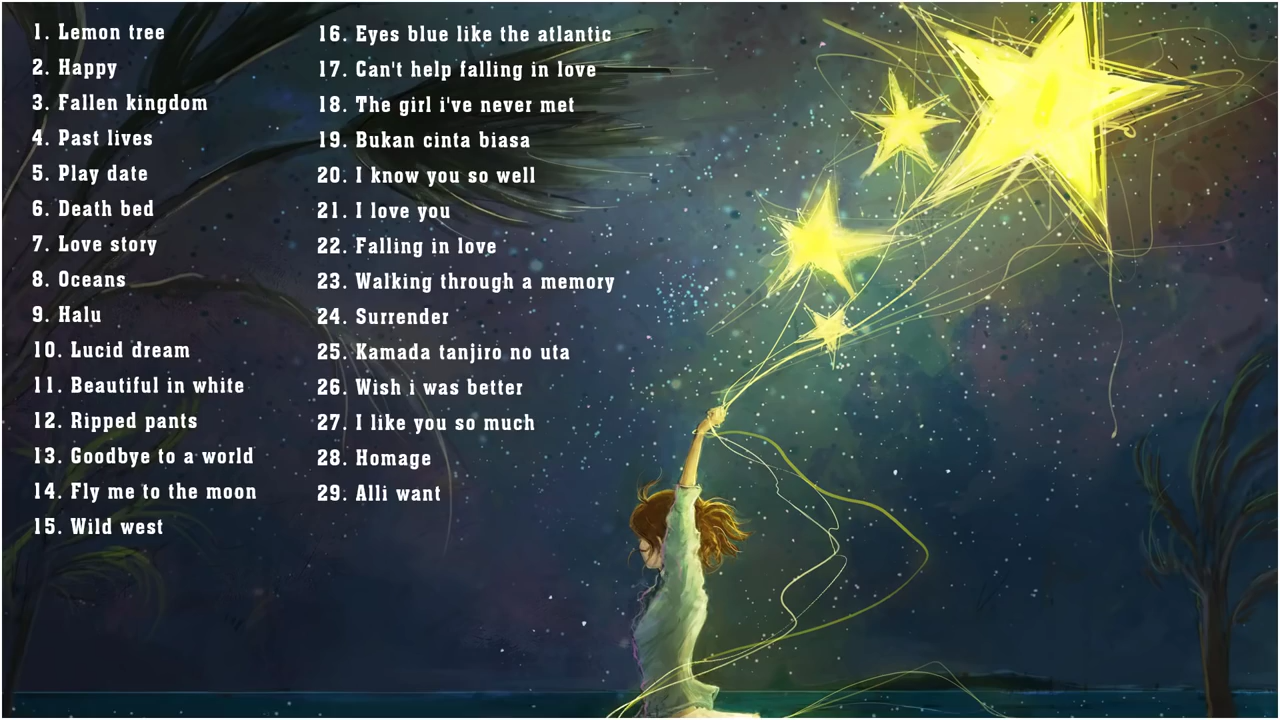 1. Lemon tree
2. Happy
3. Fallen kingdom
4. Past lives
5. Play date
6. Death bed
7. Love story
8. Oceans
9. Halu
10. Lucid dream
11. Beautiful in white
12. Ripped pants
13. Goodbye to a world
14. Fly me to the moon
15. Wild west
16. Eyes blue like the atlantic
17. Can't help falling in love
18. The girl i've never met
19. Bukan cinta biasa
20. I know you so well
21. I love you
22. Falling in love
23. Walking through a memory
24. Surrender
25. Kamada tanjiro no uta
26. Wish i was better
27. I like you so much
28. Homage
29. Alli want